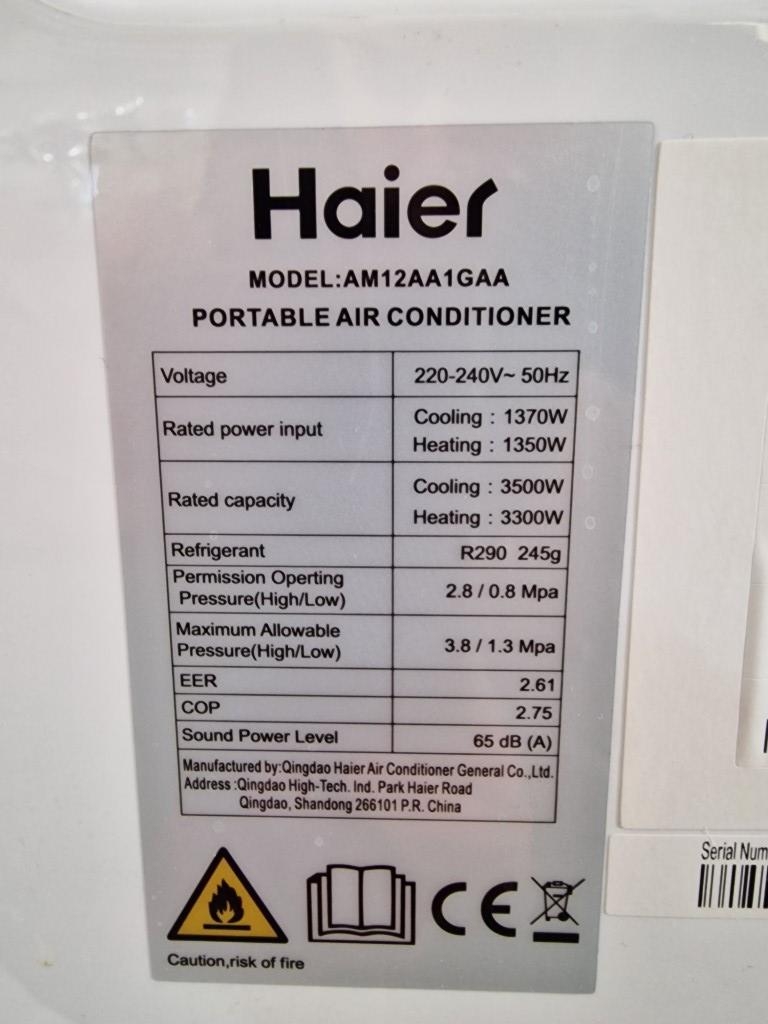 Haier
MODEL:AM12AA1GAA
PORTABLE AIR CONDITIONER
Voltage 220-240V~ 50Hz
Rated power input Cooling : 1370W
Heating : 1350W
Rated capacity Cooling : 3500W
Heating : 3300W
Refrigerant R290 245g
Permission Operting
Pressure(High/Low) 2.8 / 0.8 Mpa
Maximum Allowable
Pressure(High/Low) 3.8 / 1.3 Mpa
EER 2.61
COP 2.75
Sound Power Level 65 dB (A)
Manufactured by:Qingdao Haier Air Conditioner General Co.,Ltd.
Address :Qingdao High-Tech. Ind. Park Haier Road
Qingdao, Shandong 266101 P.R. China
CE
Caution,risk of fire
Serial Num